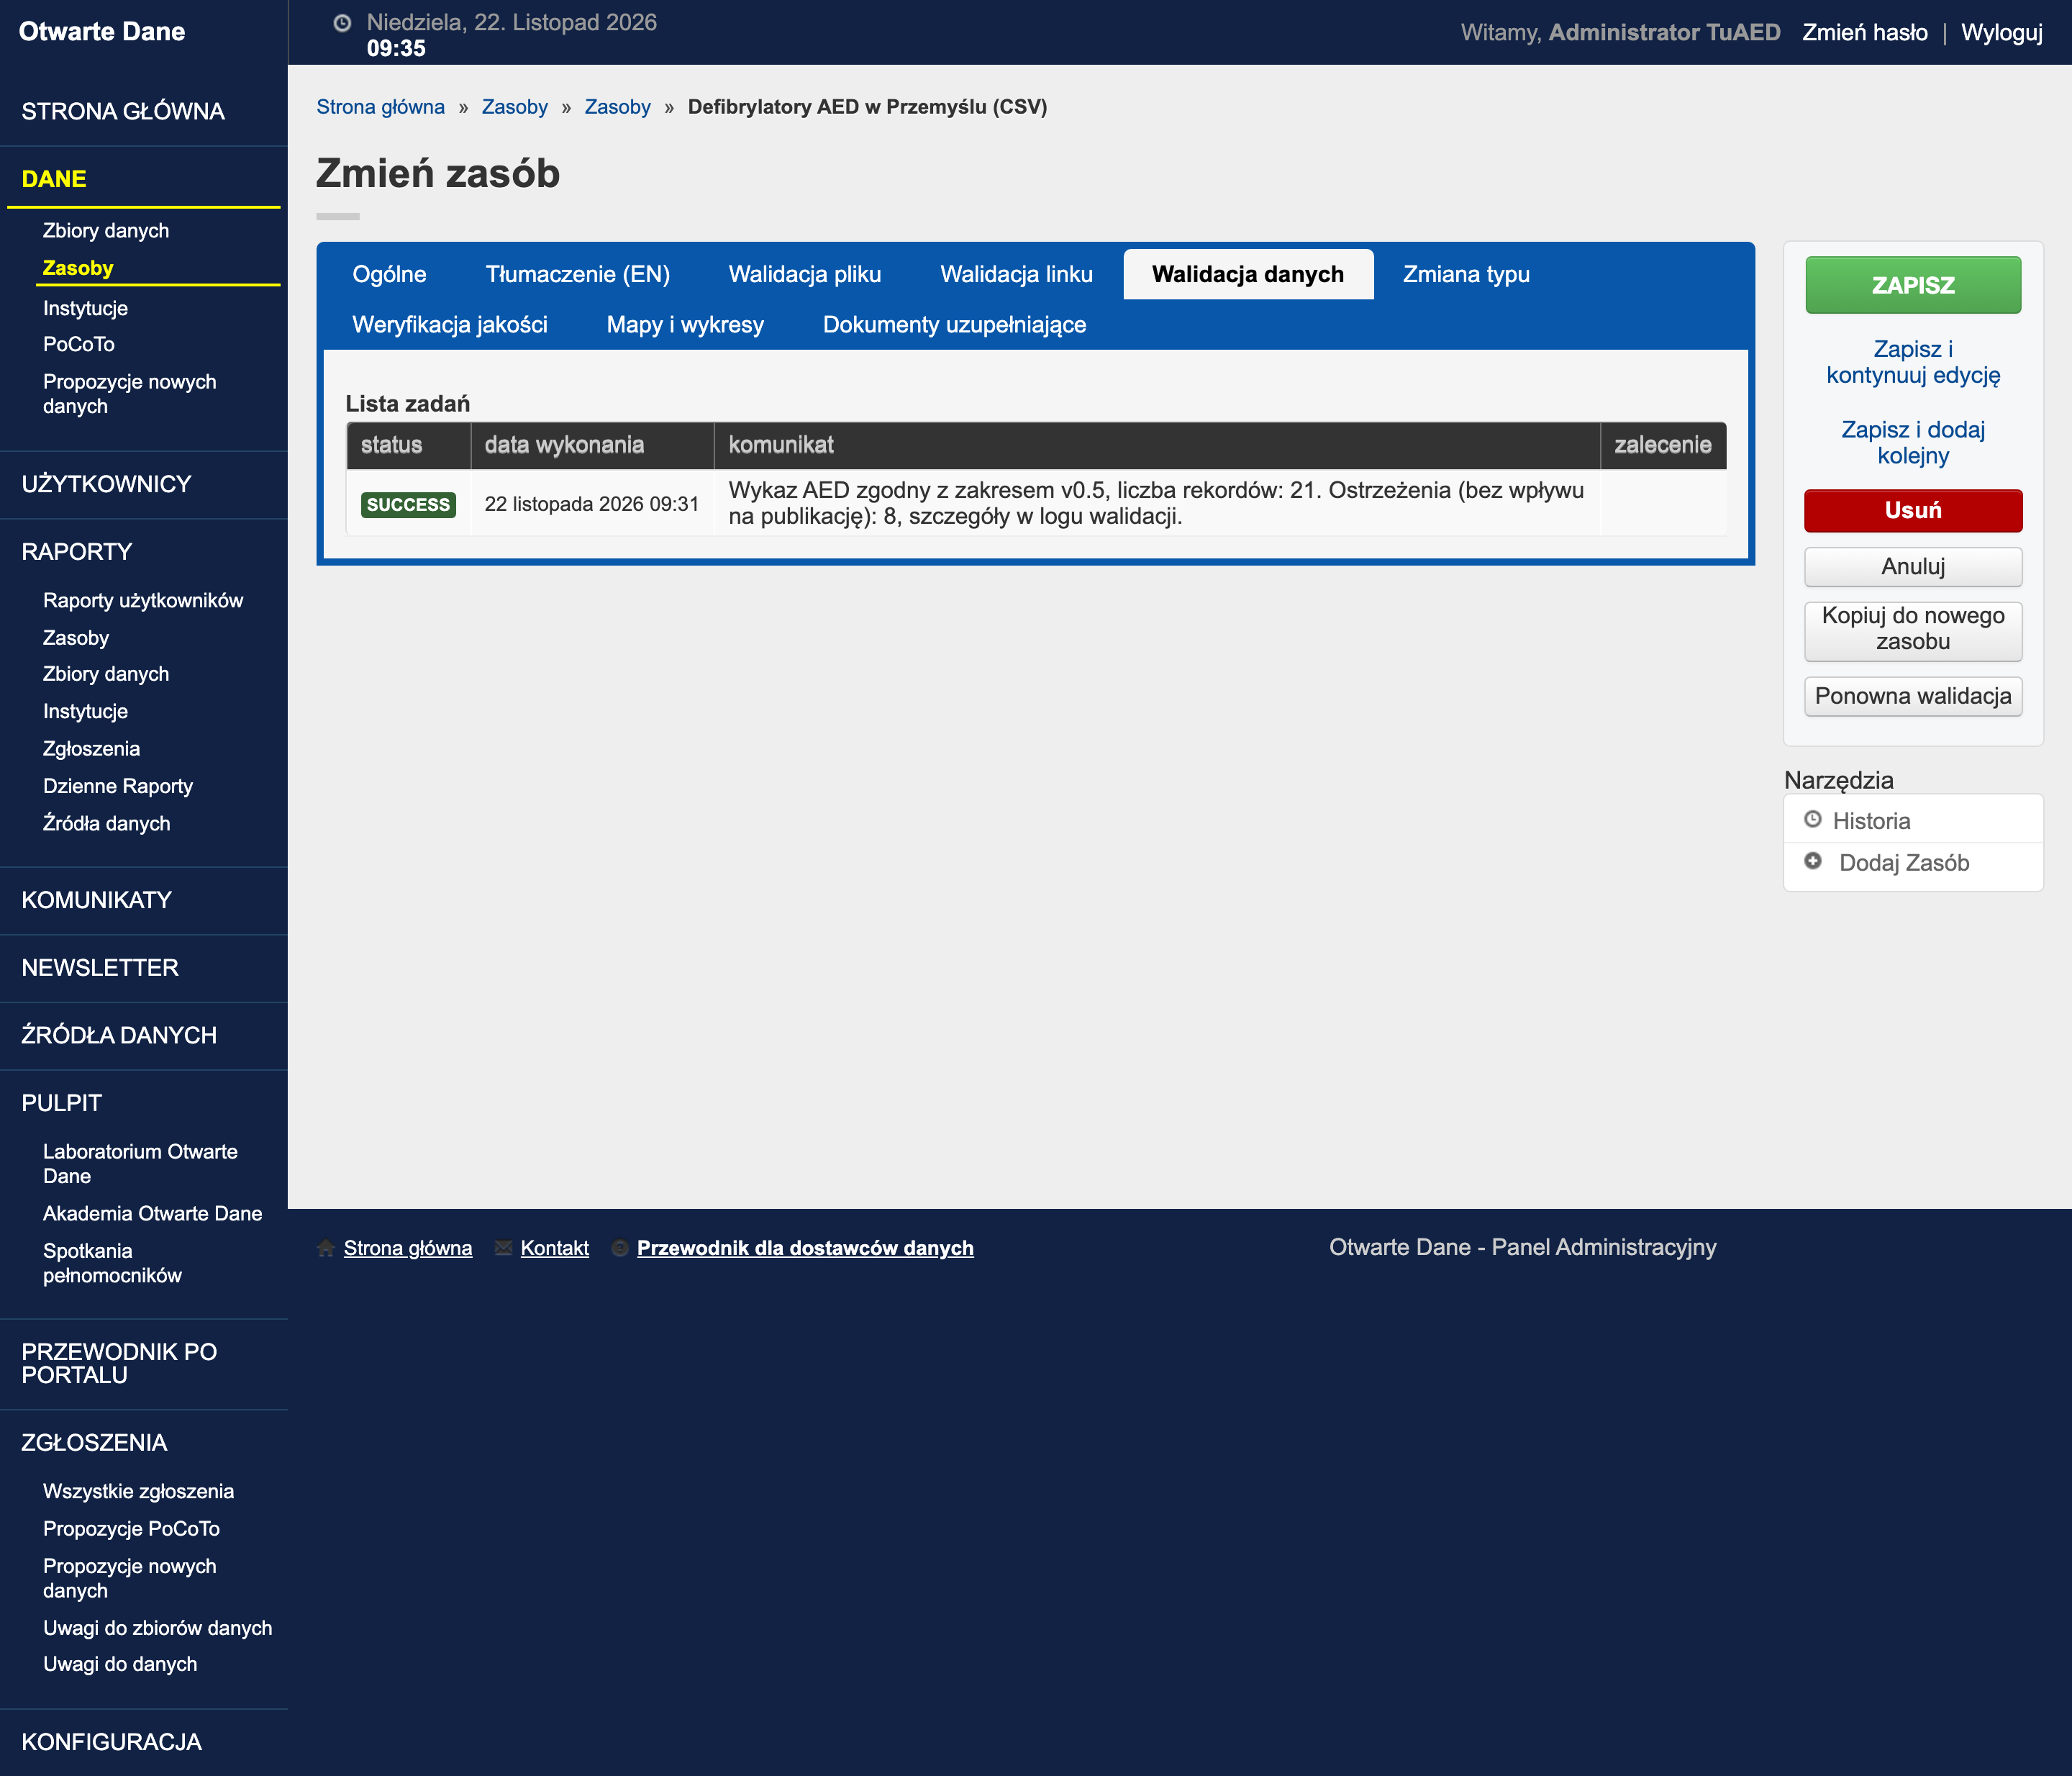 Otwarte Dane
Niedziela, 22. Listopad 2026
09:35
Witamy, Administrator TuAED Zmień hasło | Wyloguj
STRONA GŁÓWNA
DANE
Zbiory danych
Zasoby
Instytucje
PoCoTo
Propozycje nowych
danych
UŻYTKOWNICY
RAPORTY
Raporty użytkowników
Zasoby
Zbiory danych
Instytucje
Zgłoszenia
Dzienne Raporty
Źródła danych
KOMUNIKATY
NEWSLETTER
ŹRÓDŁA DANYCH
PULPIT
Laboratorium Otwarte
Dane
Akademia Otwarte Dane
Spotkania
pełnomocników
PRZEWODNIK PO
PORTALU
ZGŁOSZENIA
Wszystkie zgłoszenia
Propozycje PoCoTo
Propozycje nowych
danych
Uwagi do zbiorów danych
Uwagi do danych
KONFIGURACJA
Strona główna » Zasoby » Zasoby » Defibrylatory AED w Przemyślu (CSV)
Zmień zasób
Ogólne Tłumaczenie (EN) Walidacja pliku Walidacja linku Walidacja danych Zmiana typu
Weryfikacja jakości Mapy i wykresy Dokumenty uzupełniające
Lista zadań
status data wykonania komunikat zalecenie
SUCCESS 22 listopada 2026 09:31 Wykaz AED zgodny z zakresem v0.5, liczba rekordów: 21. Ostrzeżenia (bez wpływu
na publikację): 8, szczegóły w logu walidacji.
ZAPISZ
Zapisz i
kontynuuj edycję
Zapisz i dodaj
kolejny
Usuń
Anuluj
Kopiuj do nowego
zasobu
Ponowna walidacja
Narzędzia
Historia
Dodaj Zasób
Strona główna Kontakt Przewodnik dla dostawców danych
Otwarte Dane - Panel Administracyjny